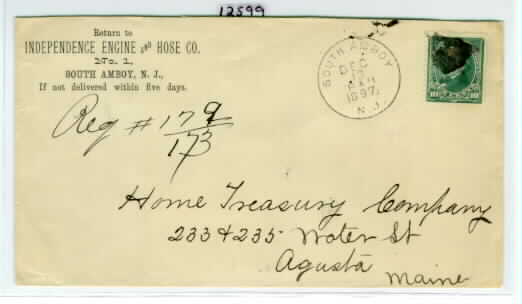 12599
Return to
INDEPENDENCE ENGINE AND HOSE CO.
No. 1,
SOUTH AMBOY, N. J.,
If not delivered within five days.
SOUTH AMBOY
DEC
1897
N. J.
Reg # 179
173
Home Treasury Company
233 & 235 Water St
Agusta
Maine